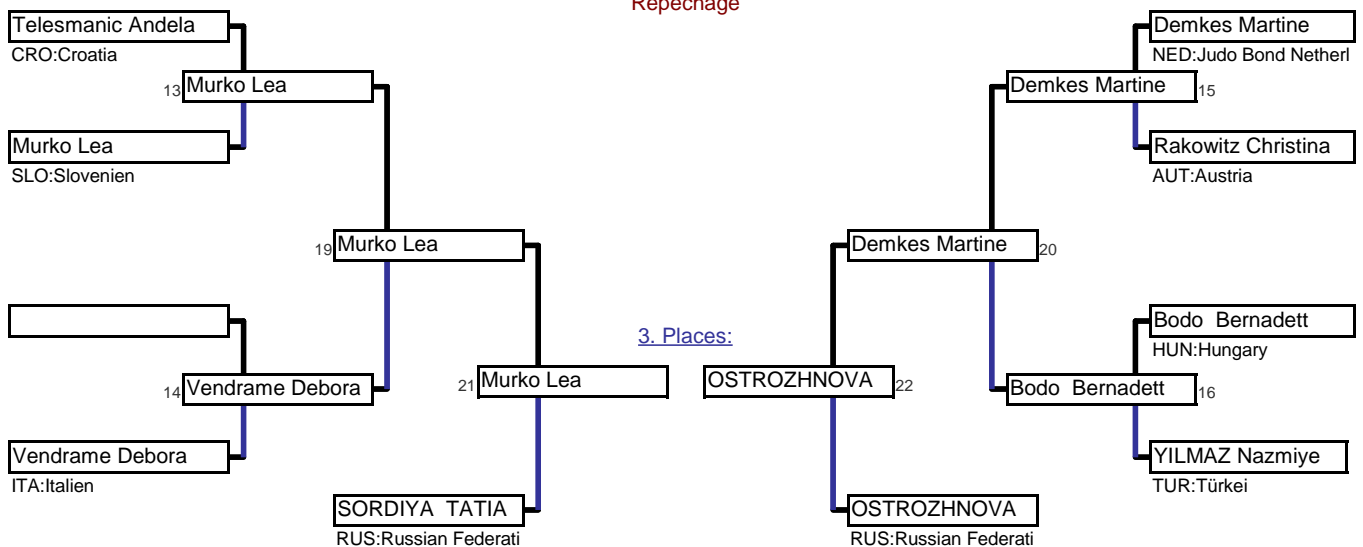 Repechage
Telesmanic Andela
CRO:Croatia
13 Murko Lea
Murko Lea
SLO:Slovenien
19 Murko Lea
14 Vendrame Debora
Vendrame Debora
ITA:Italien
3. Places:
21 Murko Lea
SORDIYA TATIA
RUS:Russian Federati
Demkes Martine
NED:Judo Bond Netherl
Demkes Martine 15
Rakowitz Christina
AUT:Austria
Demkes Martine 20
Bodo Bernadett
HUN:Hungary
Bodo Bernadett 16
YILMAZ Nazmiye
TUR:Türkei
OSTROZHNOVA 22
OSTROZHNOVA
RUS:Russian Federati